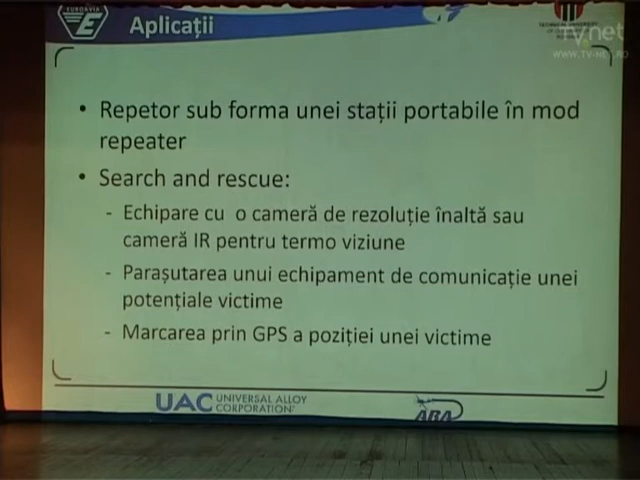 EUROAVIA
Aplicații
tv.net
WWW.TV-NET.RO
• Repetor sub forma unei stații portabile în mod
repeater
• Search and rescue:
- Echipare cu o cameră de rezoluție înaltă sau
cameră IR pentru termo viziune
- Parașutarea unui echipament de comunicație unei
potențiale victime
- Marcarea prin GPS a poziției unei victime
UAC UNIVERSAL ALLOY
CORPORATION
ABA